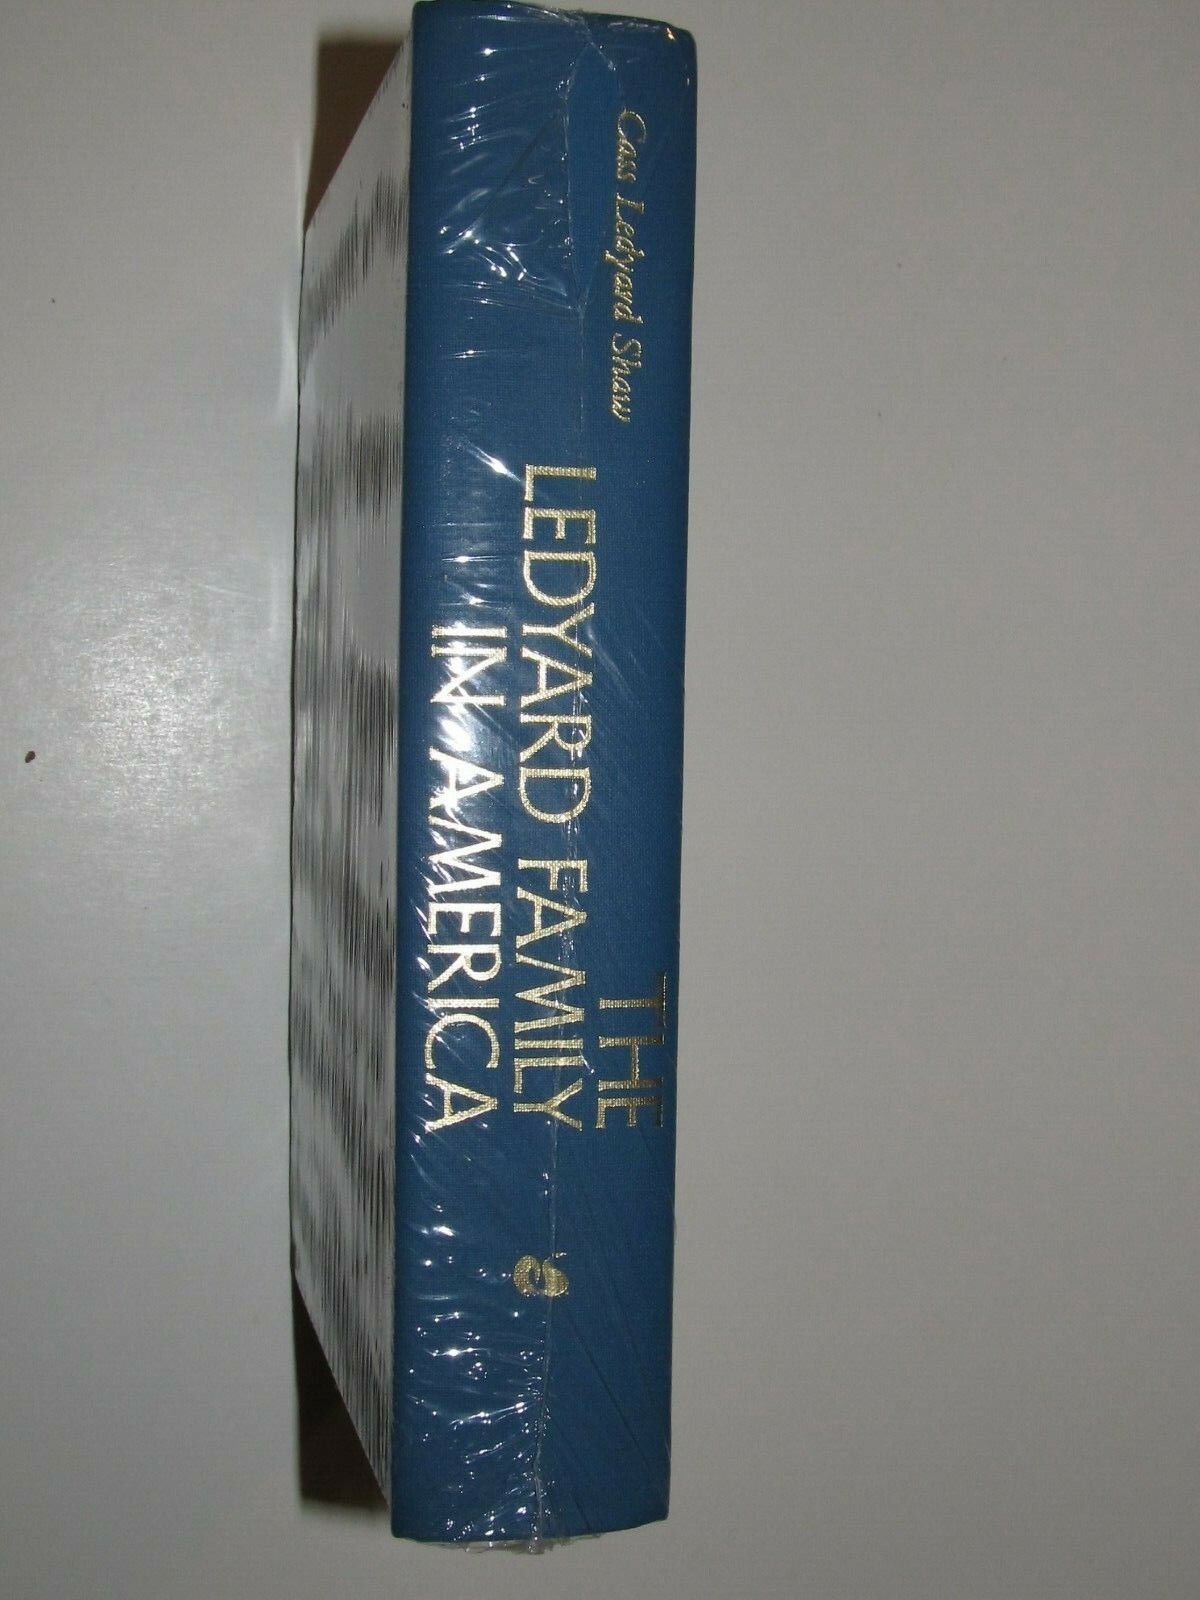 Cass Ledyard Shaw
THE
LEDYARD FAMILY
IN AMERICA